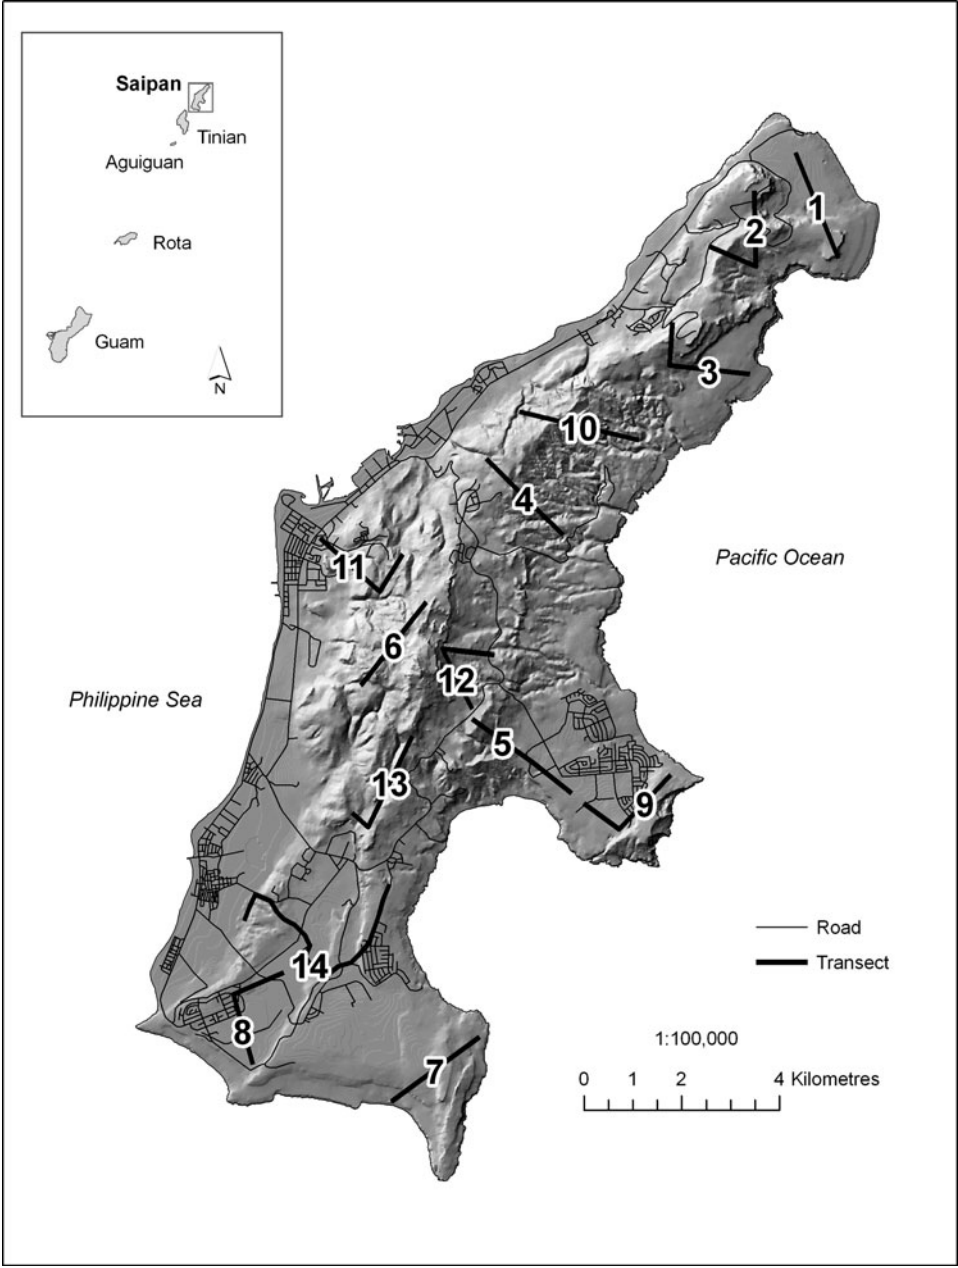 Saipan
Tinian
Aguiguan
Rota
Guam
N
1
2
3
10
4
Pacific Ocean
11
6
12
Philippine Sea
5
13
9
14
Road
Transect
8
7
1:100,000
0 1 2 4 Kilometres